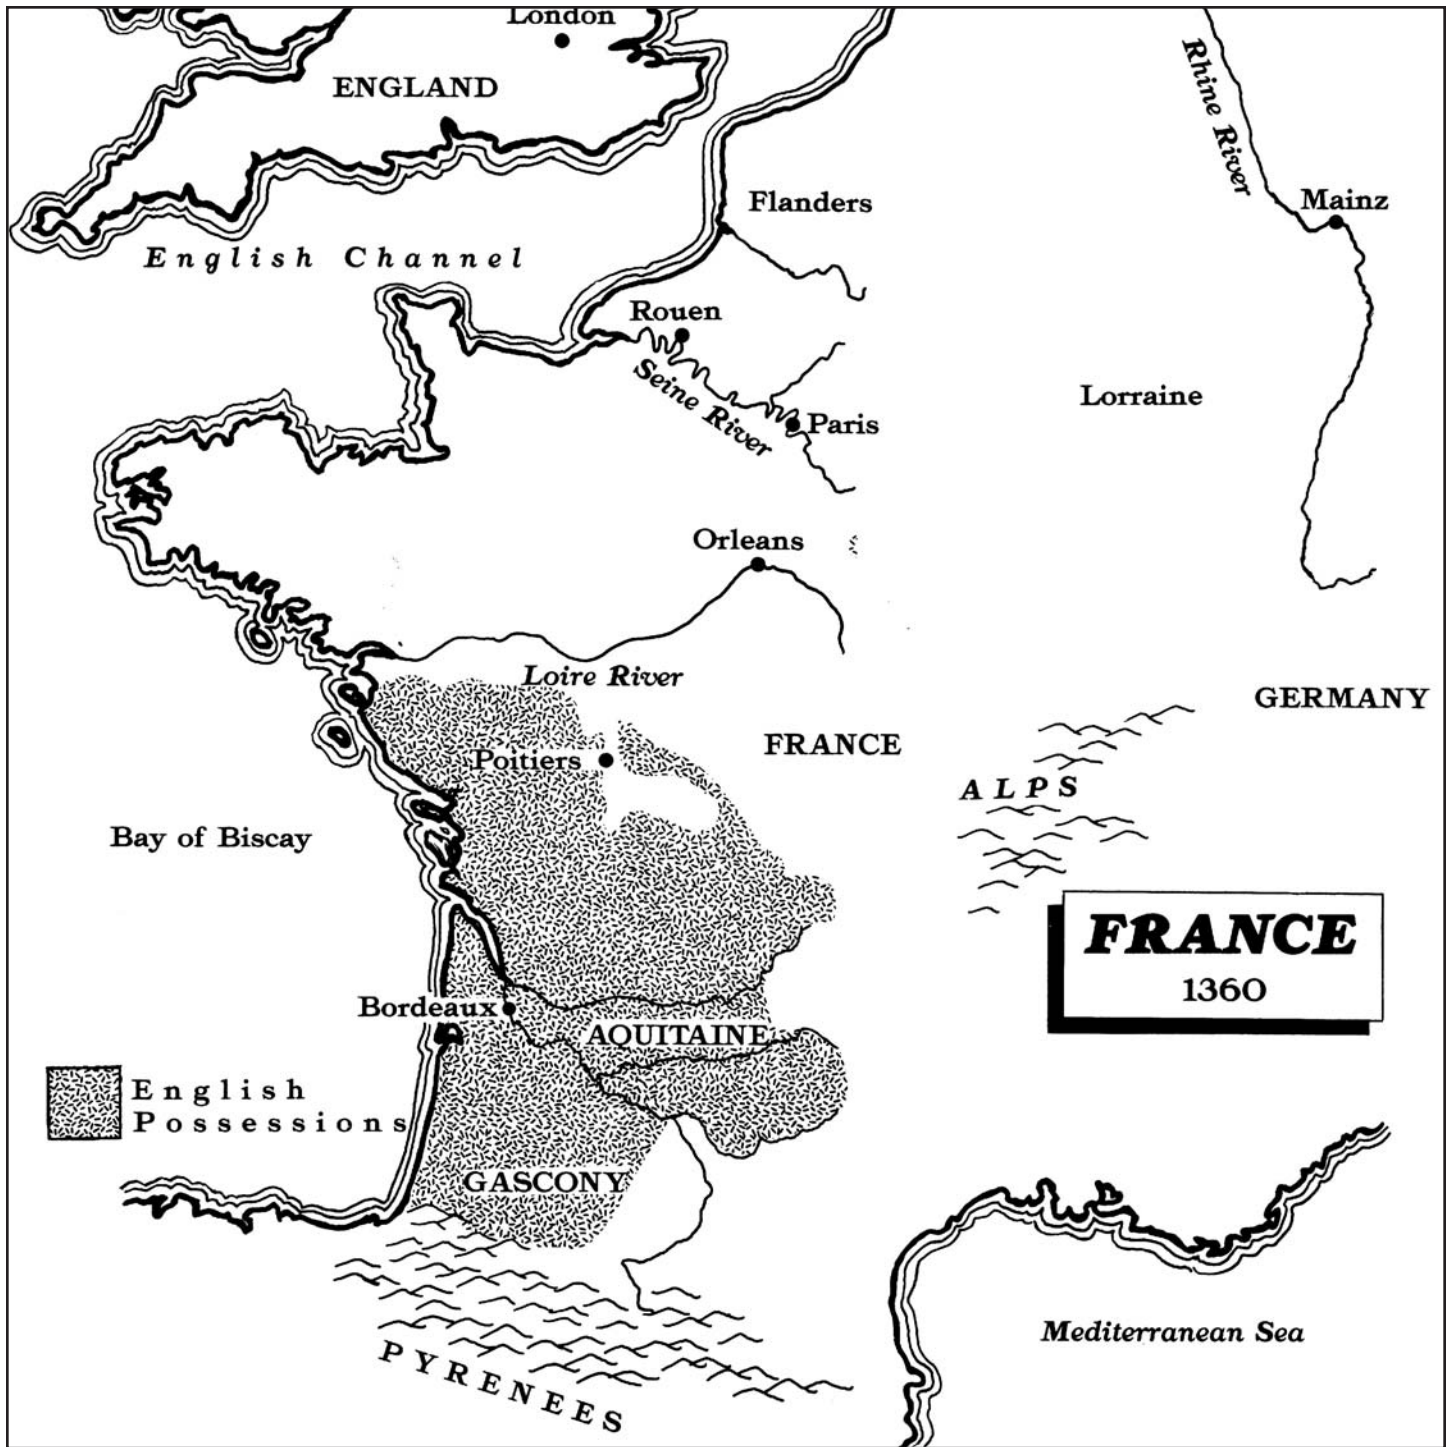 London
ENGLAND
Rhine River
Flanders
Mainz
English Channel
Rouen
Seine River
Lorraine
Paris
Orleans
Loire River
GERMANY
FRANCE
Poitiers
ALPS
Bay of Biscay
FRANCE
1360
Bordeaux
AQUITAINE
English
Possessions
GASCONY
Mediterranean Sea
PYRENEES